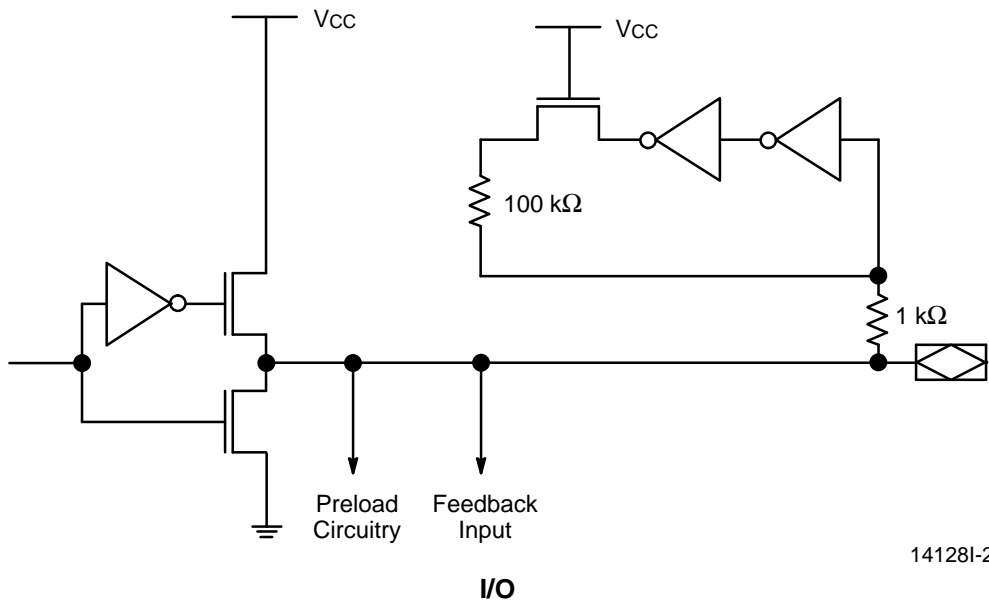 Vcc
Vcc
100 kΩ
1 kΩ
Preload
Circuitry
Feedback
Input
14128I-2
I/O